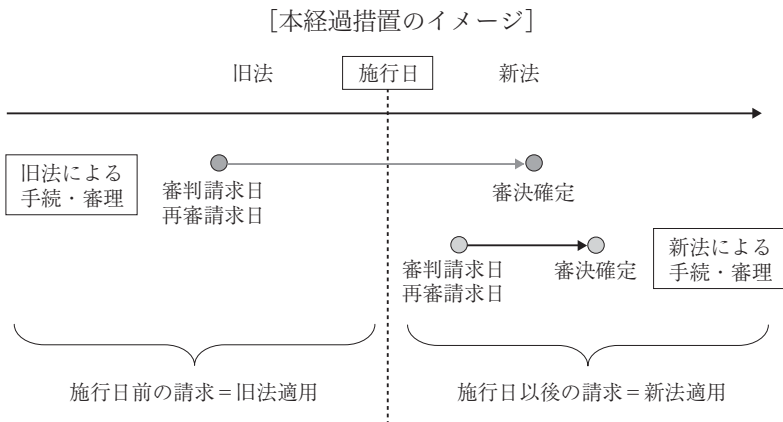 ［本経過措置のイメージ］
旧法
施行日
新法
旧法による
手続・審理
審判請求日
再審請求日
審決確定
審判請求日
再審請求日
審決確定
新法による
手続・審理
施行日前の請求＝旧法適用
施行日以後の請求＝新法適用